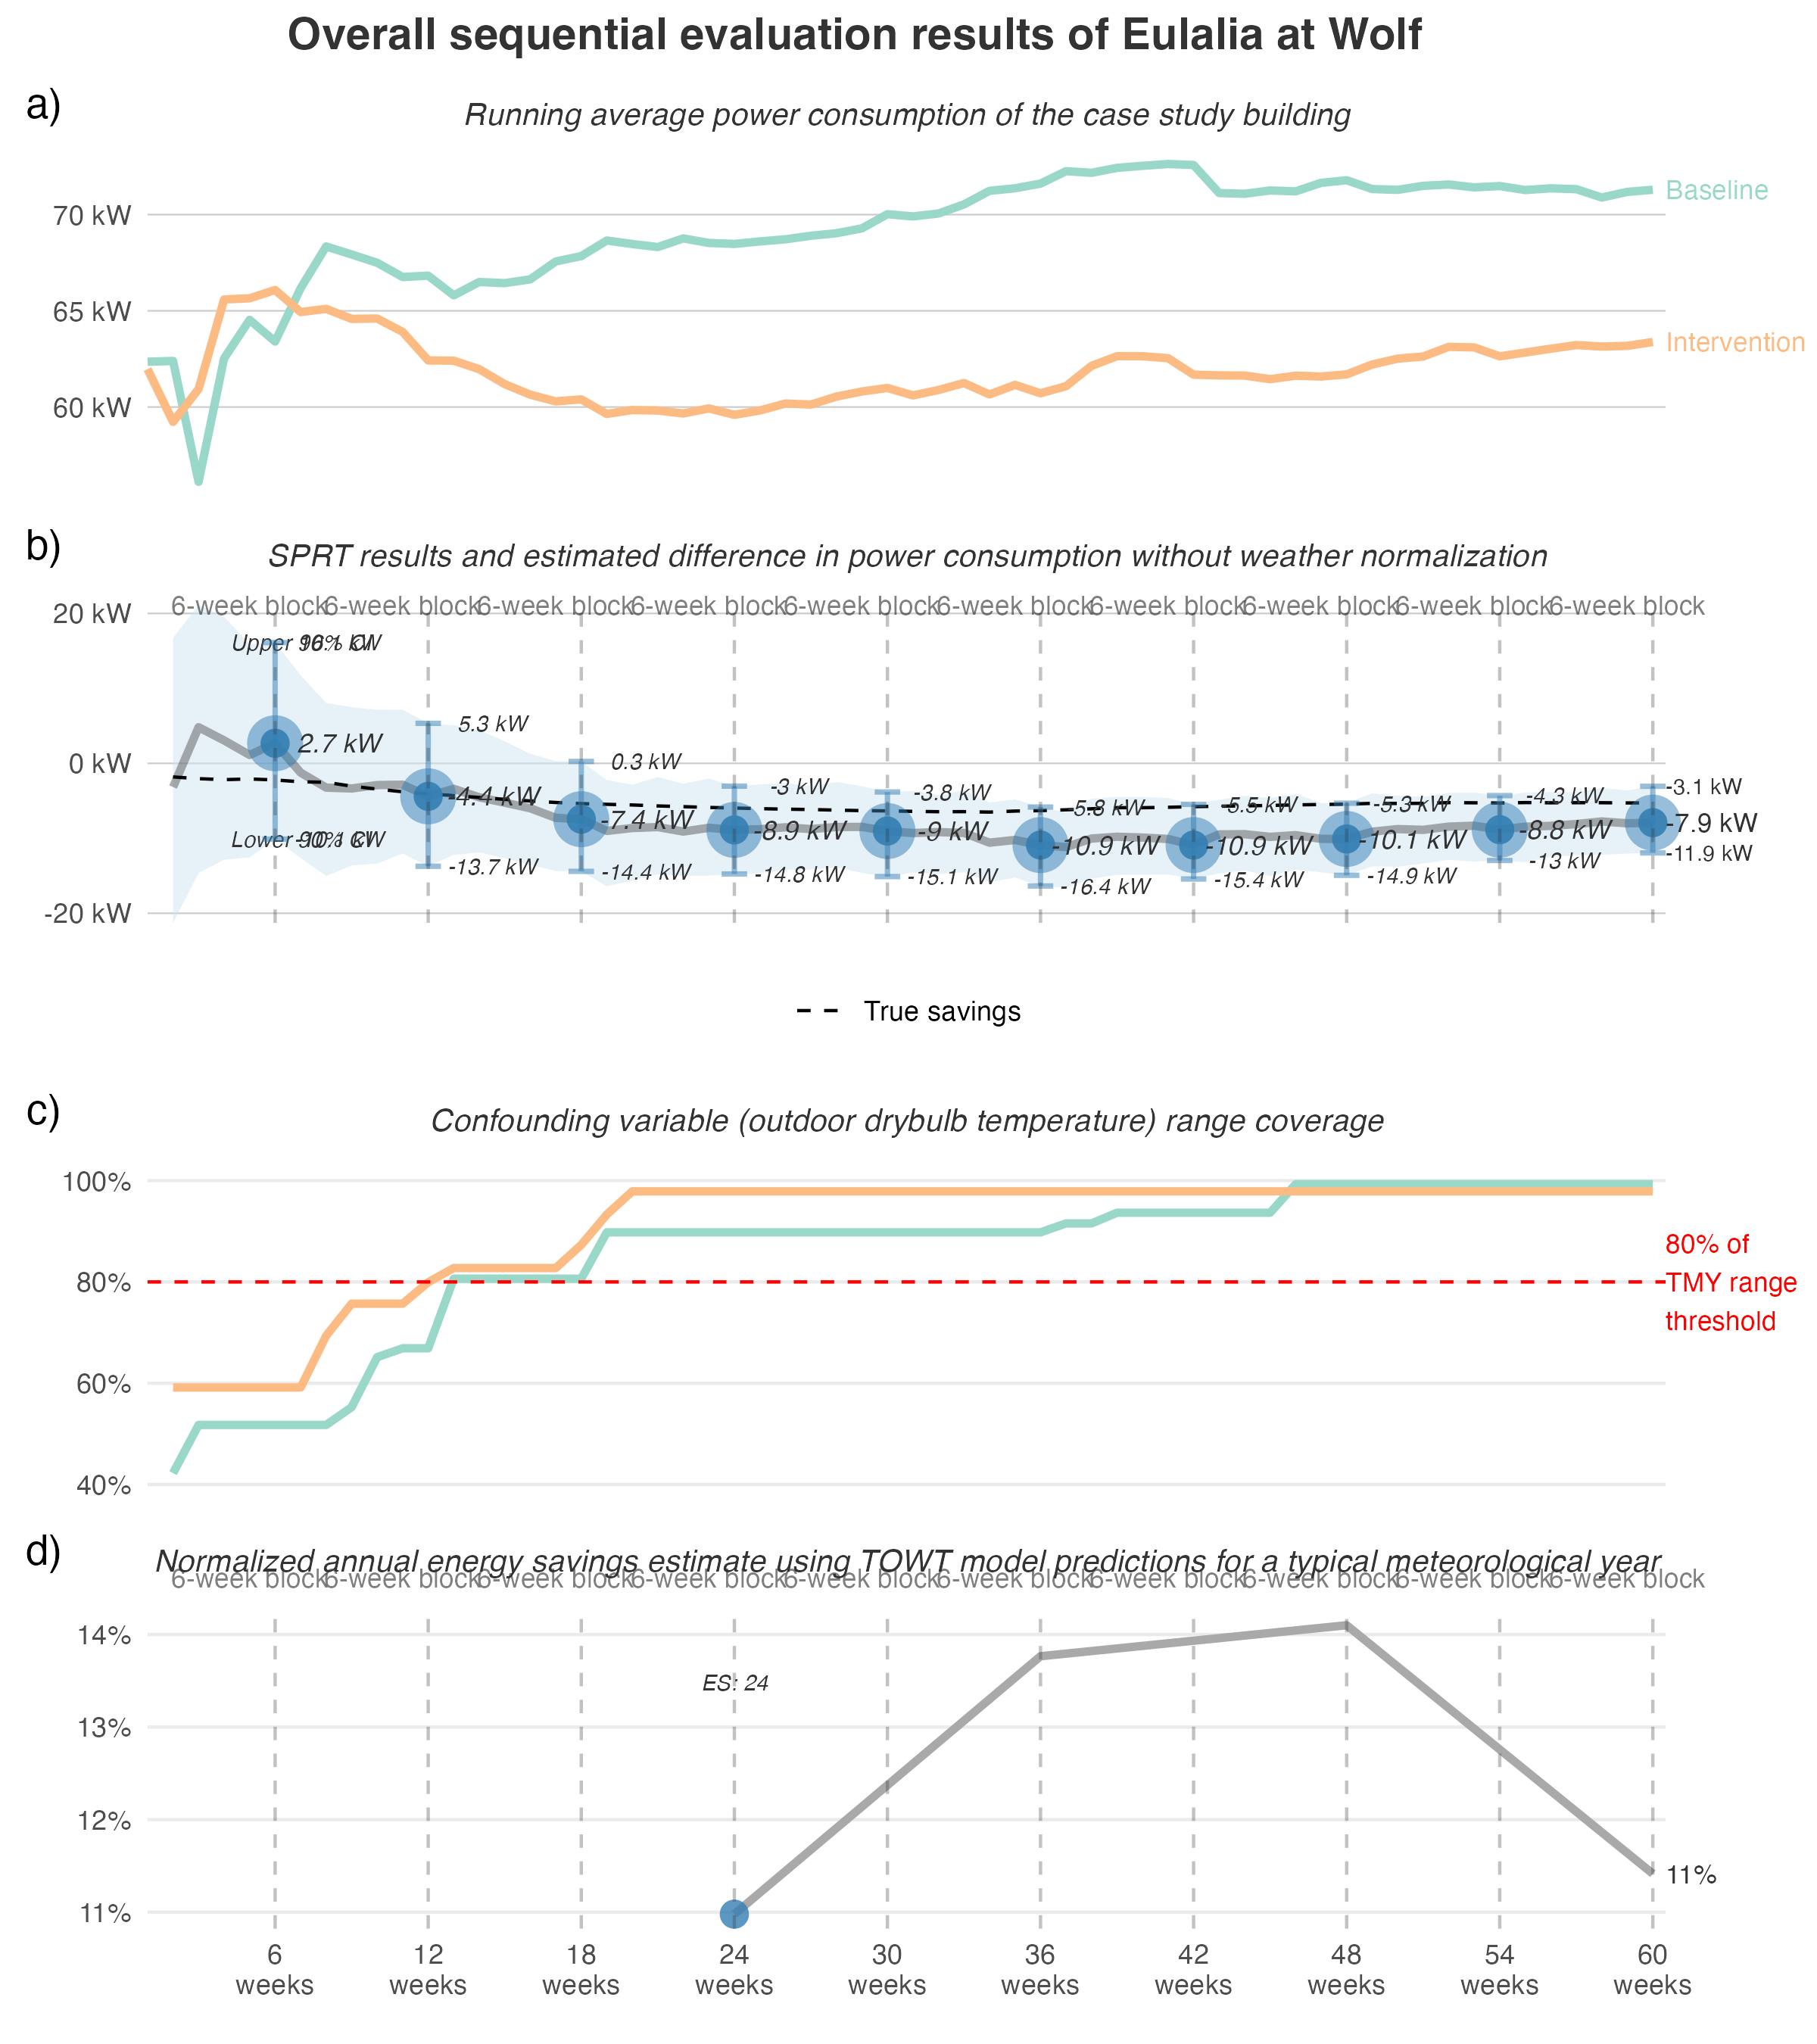 Overall sequential evaluation results of Eulalia at Wolf
a)
Running average power consumption of the case study building
70 kW
65 kW
60 kW
Baseline
Intervention
b)
SPRT results and estimated difference in power consumption without weather normalization
6-week block 6-week block 6-week block 6-week block 6-week block 6-week block 6-week block 6-week block 6-week block 6-week block
20 kW
0 kW
-20 kW
Upper 90% CI
16.1 kW
2.7 kW
Lower 90% CI
5.3 kW
-4.4 kW
-13.7 kW
0.3 kW
-7.4 kW
-14.4 kW
-3 kW
-8.9 kW
-14.8 kW
-3.8 kW
-9 kW
-15.1 kW
-5.8 kW
-10.9 kW
-16.4 kW
-5.5 kW
-10.9 kW
-15.4 kW
-5.3 kW
-10.1 kW
-14.9 kW
-4.3 kW
-8.8 kW
-13 kW
-3.1 kW
-7.9 kW
-11.9 kW
True savings
c)
Confounding variable (outdoor drybulb temperature) range coverage
100%
80%
60%
40%
80% of
TMY range
threshold
d)
Normalized annual energy savings estimate using TOWT model predictions for a typical meteorological year
6-week block 6-week block 6-week block 6-week block 6-week block 6-week block 6-week block 6-week block 6-week block 6-week block
14%
13%
12%
11%
ES: 24
11%
6 12 18 24 30 36 42 48 54 60
weeks weeks weeks weeks weeks weeks weeks weeks weeks weeks